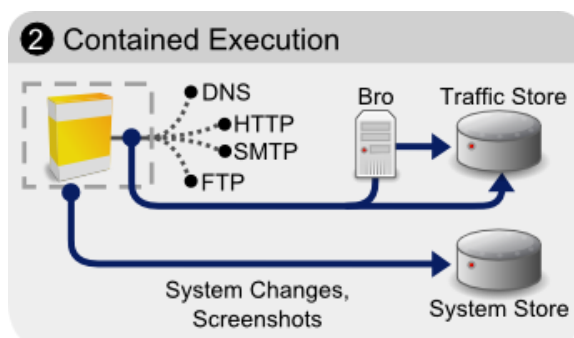 2 Contained Execution
DNS
HTTP
SMTP
FTP
Bro
Traffic Store
System Changes,
Screenshots
System Store